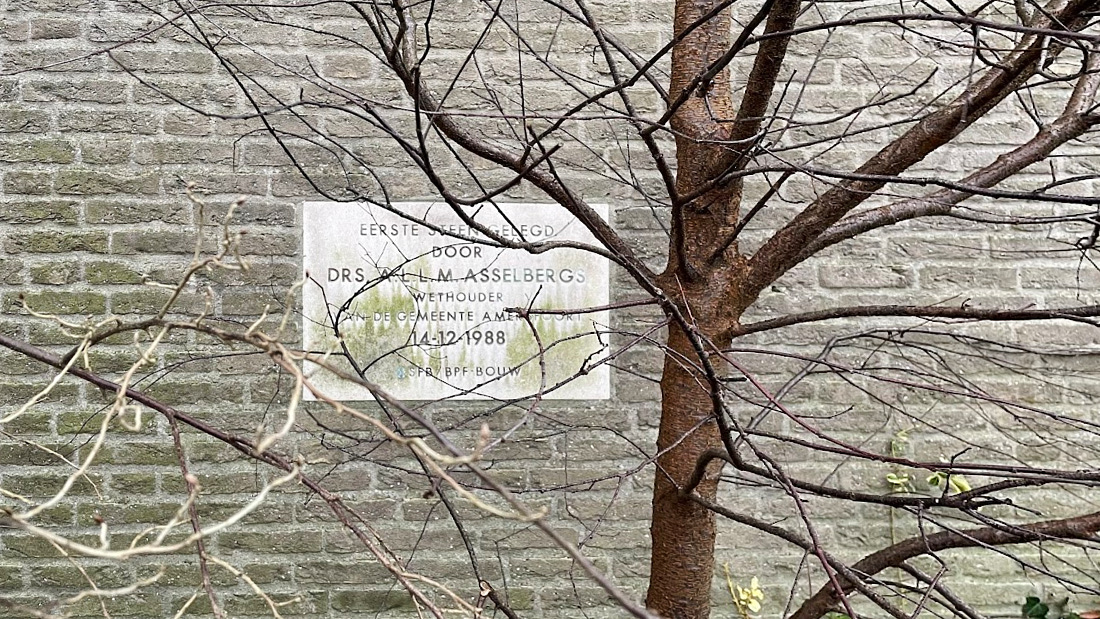 EERSTE STEEN GELEGD
DOOR
DRS. A.L.L.M. ASSELBERGS
WETHOUDER
VAN DE GEMEENTE AMERSFOORT
14-12-1988
SFB/BPF-BOUW